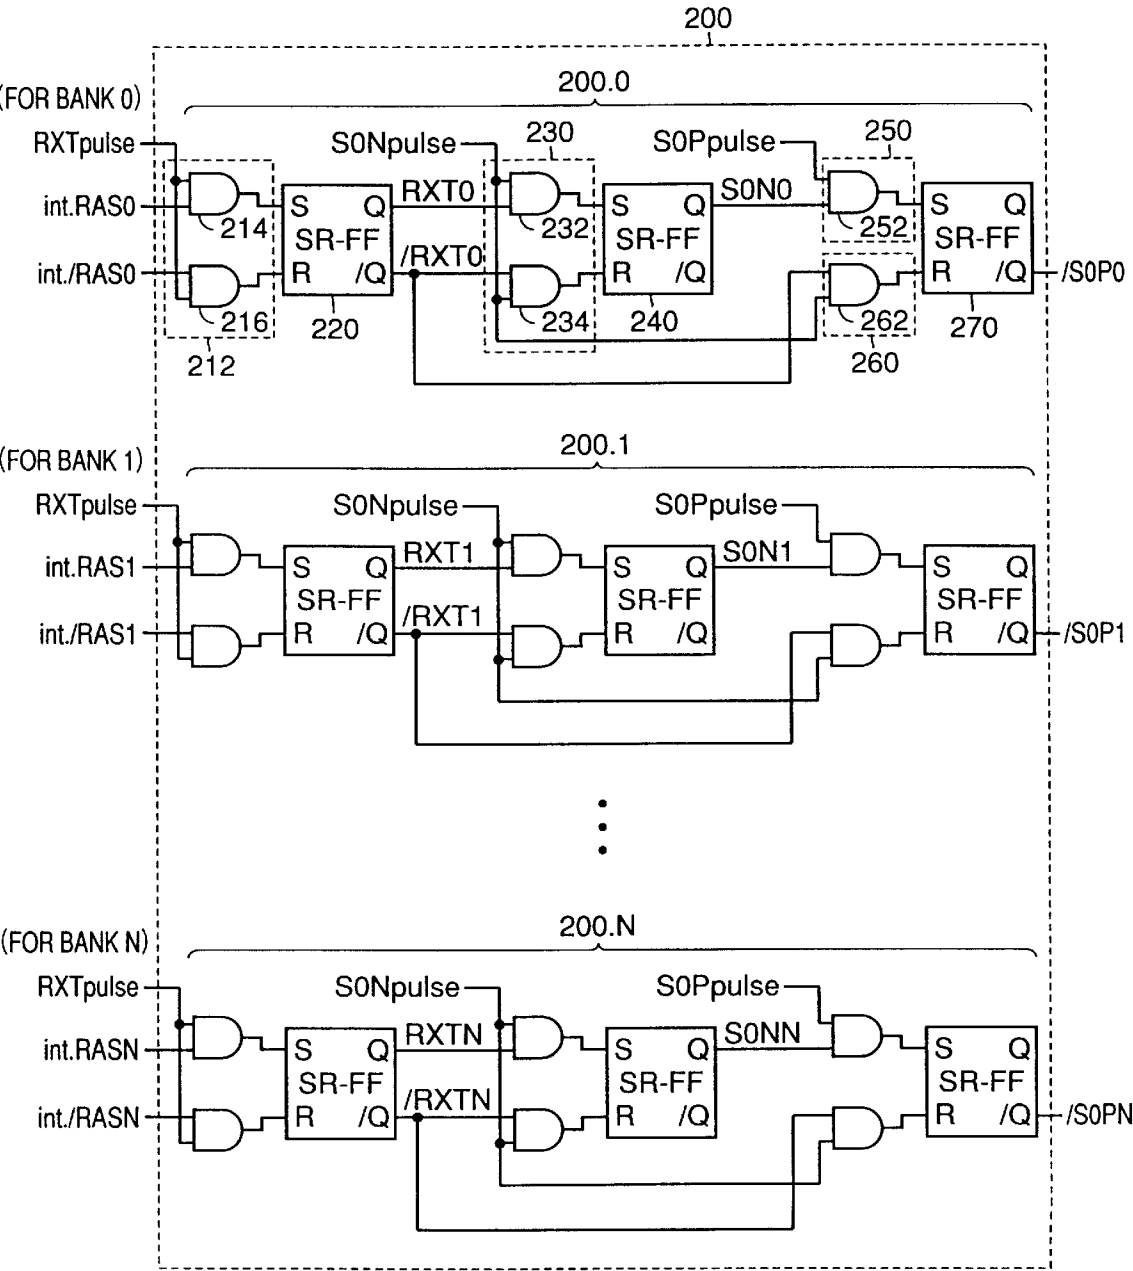 200
200.0
(FOR BANK 0)
RXTpulse
S0Npulse
230
S0Ppulse
250
int.RAS0
214
S Q
SR-FF
R /Q
RXT0
232
S Q
SR-FF
R /Q
S0N0
252
S Q
SR-FF
R /Q
int./RAS0
/RXT0
/S0P0
216
220
234
240
262
270
212
260
200.1
(FOR BANK 1)
RXTpulse
S0Npulse
S0Ppulse
int.RAS1
S Q
SR-FF
R /Q
RXT1
S Q
SR-FF
R /Q
S0N1
S Q
SR-FF
R /Q
int./RAS1
/RXT1
/S0P1
200.N
(FOR BANK N)
RXTpulse
S0Npulse
S0Ppulse
int.RASN
S Q
SR-FF
R /Q
RXTN
S Q
SR-FF
R /Q
S0NN
S Q
SR-FF
R /Q
int./RASN
/RXTN
/S0PN